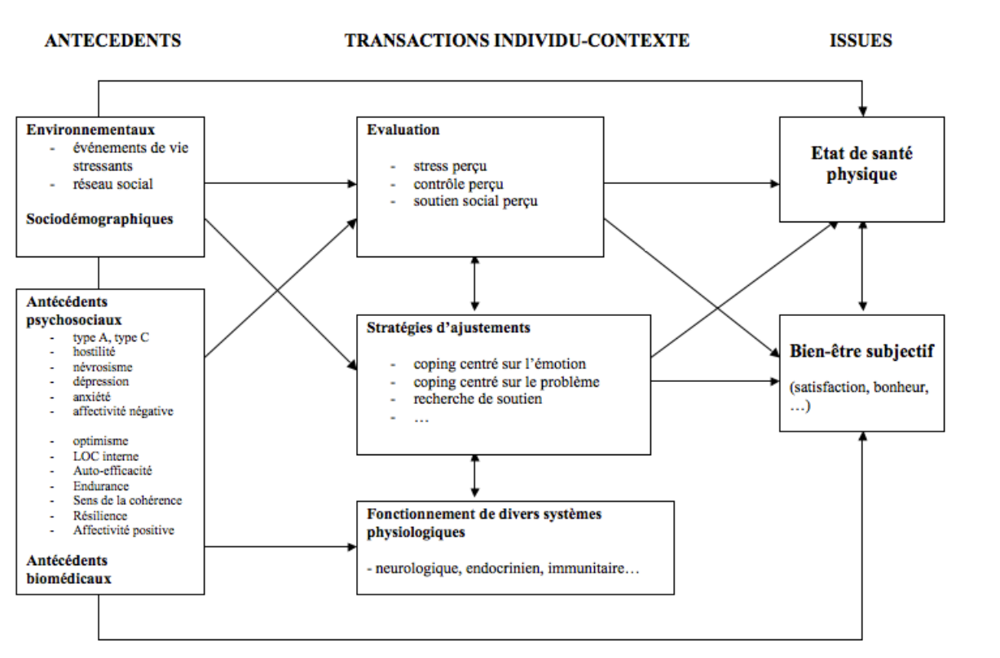 ANTECEDENTS
TRANSACTIONS INDIVIDU-CONTEXTE
ISSUES
Environnementaux
- événements de vie
stressants
- réseau social
Sociodémographiques
Antécédents
psychosociaux
- type A, type C
- hostilité
- névrosisme
- dépression
- anxiété
- affectivité négative
- optimisme
- LOC interne
- Auto-efficacité
- Endurance
- Sens de la cohérence
- Résilience
- Affectivité positive
Antécédents
biomédicaux
Evaluation
- stress perçu
- contrôle perçu
- soutien social perçu
Stratégies d'ajustements
- coping centré sur l'émotion
- coping centré sur le problème
- recherche de soutien
- …
Fonctionnement de divers systèmes
physiologiques
- neurologique, endocrinien, immunitaire…
Etat de santé
physique
Bien-être subjectif
(satisfaction, bonheur,
…)